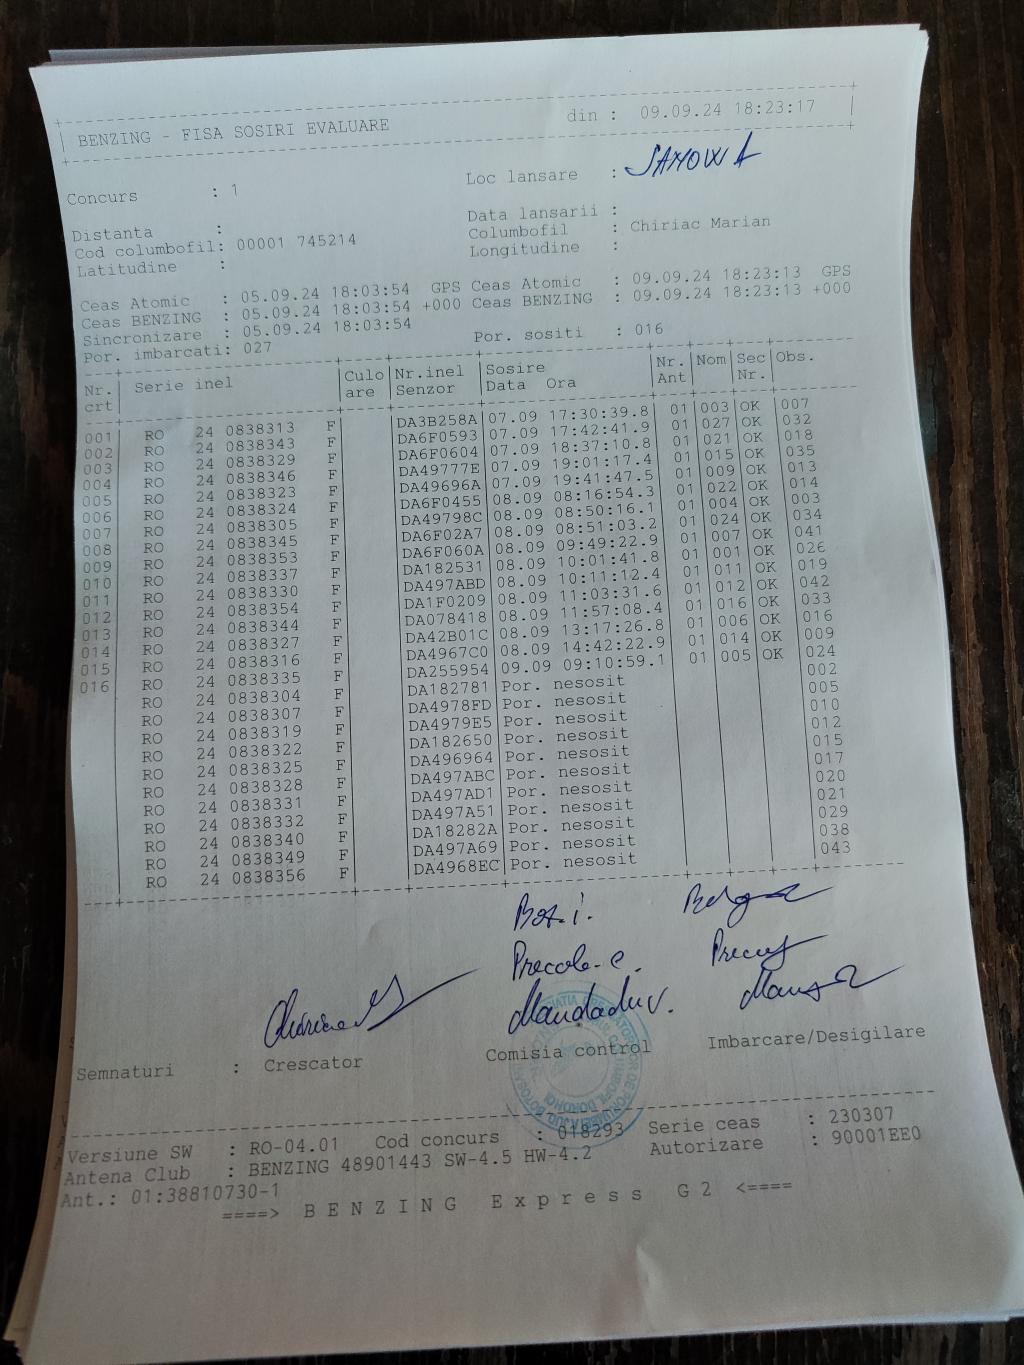 BENZING - FISA SOSIRI EVALUARE din : 09.09.24 18:23:17
Concurs : 1 Loc lansare : SAMOWA
Distanta : Data lansarii :
Cod columbofil: 00001 745214 Columbofil : Chiriac Marian
Latitudine : Longitudine :
Ceas Atomic : 05.09.24 18:03:54 GPS Ceas Atomic : 09.09.24 18:23:13 GPS
Ceas BENZING : 05.09.24 18:03:54 +000 Ceas BENZING : 09.09.24 18:23:13 +000
Sincronizare : 05.09.24 18:03:54
Por. imbarcati: 027 Por. sositi : 016
Nr. crt Serie inel Culo are Nr.inel Senzor Sosire Data Ora Nr. Ant Nom Sec Nr. Obs.
001 RO 24 0838313 F DA3B258A 07.09 17:30:39.8 01 003 OK 007
002 RO 24 0838343 F DA6F0593 07.09 17:42:41.9 01 027 OK 032
003 RO 24 0838329 F DA6F0604 07.09 18:37:10.8 01 021 OK 018
004 RO 24 0838346 F DA49777E 07.09 19:01:17.4 01 015 OK 035
005 RO 24 0838323 F DA49696A 07.09 19:41:47.5 01 009 OK 013
006 RO 24 0838324 F DA6F0455 08.09 08:16:54.3 01 022 OK 014
007 RO 24 0838305 F DA49798C 08.09 08:50:16.1 01 004 OK 003
008 RO 24 0838345 F DA6F02A7 08.09 08:51:03.2 01 024 OK 034
009 RO 24 0838353 F DA6F060A 08.09 09:49:22.9 01 007 OK 041
010 RO 24 0838337 F DA182531 08.09 10:01:41.8 01 001 OK 026
011 RO 24 0838330 F DA497ABD 08.09 10:11:12.4 01 011 OK 019
012 RO 24 0838354 F DA1F0209 08.09 11:03:31.6 01 012 OK 042
013 RO 24 0838344 F DA078418 08.09 11:57:08.4 01 016 OK 033
014 RO 24 0838327 F DA42B01C 08.09 13:17:26.8 01 006 OK 016
015 RO 24 0838316 F DA4967C0 08.09 14:42:22.9 01 014 OK 009
016 RO 24 0838335 F DA255954 09.09 09:10:59.1 01 005 OK 024
RO 24 0838304 F DA182781 Por. nesosit 002
RO 24 0838307 F DA4978FD Por. nesosit 005
RO 24 0838319 F DA4979E5 Por. nesosit 010
RO 24 0838322 F DA182650 Por. nesosit 012
RO 24 0838325 F DA496964 Por. nesosit 015
RO 24 0838328 F DA497ABC Por. nesosit 017
RO 24 0838331 F DA497AD1 Por. nesosit 020
RO 24 0838332 F DA497A51 Por. nesosit 021
RO 24 0838340 F DA18282A Por. nesosit 029
RO 24 0838349 F DA497A69 Por. nesosit 038
RO 24 0838356 F DA4968EC Por. nesosit 043
Semnaturi : Crescator Comisia control Imbarcare/Desigilare
Versiune SW : RO-04.01 Cod concurs : 018293 Serie ceas : 230307
Antena Club : BENZING 48901443 SW-4.5 HW-4.2 Autorizare : 90001EE0
Ant.: 01:38810730-1
====> BENZING Express G2 <====